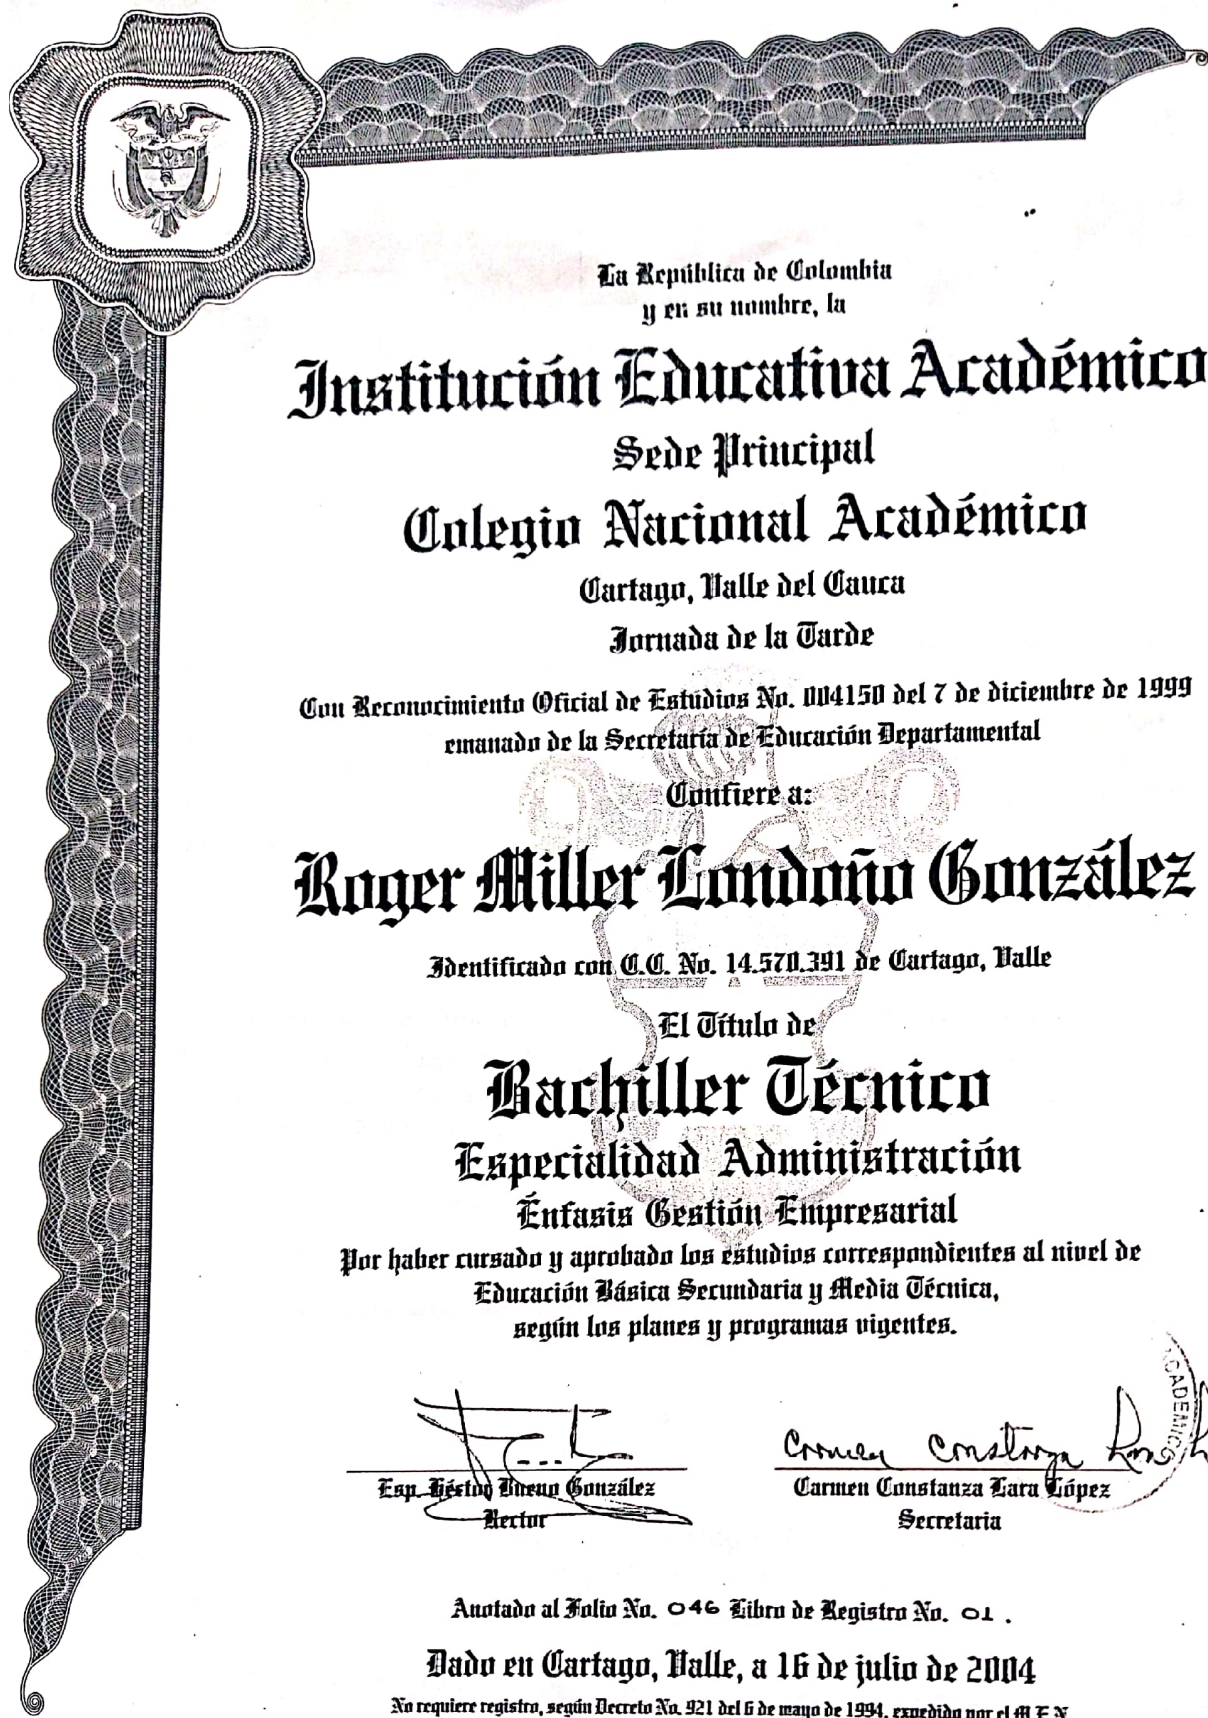 La República de Colombia
y en su nombre, la
Institución Educativa Académico
Sede Principal
Colegio Nacional Académico
Cartago, Valle del Cauca
Jornada de la Tarde
Con Reconocimiento Oficial de Estudios No. 004150 del 7 de diciembre de 1999
emanado de la Secretaría de Educación Departamental
Confiere a:
Roger Miller Londoño González
Identificado con C.C. No. 14.570.391 de Cartago, Valle
El Título de
Bachiller Técnico
Especialidad Administración
Énfasis Gestión Empresarial
Por haber cursado y aprobado los estudios correspondientes al nivel de
Educación Básica Secundaria y Media Técnica,
según los planes y programas vigentes.
ACADEMICO
Carmen Constanza
Esp. Héctor Bueno González
Rector
Carmen Constanza Lara López
Secretaria
Anotado al Folio No. 046 Libro de Registro No. 01.
Dado en Cartago, Valle, a 16 de julio de 2004
No requiere registro, según Decreto No. 921 del 6 de mayo de 1994, expedido por el M E N